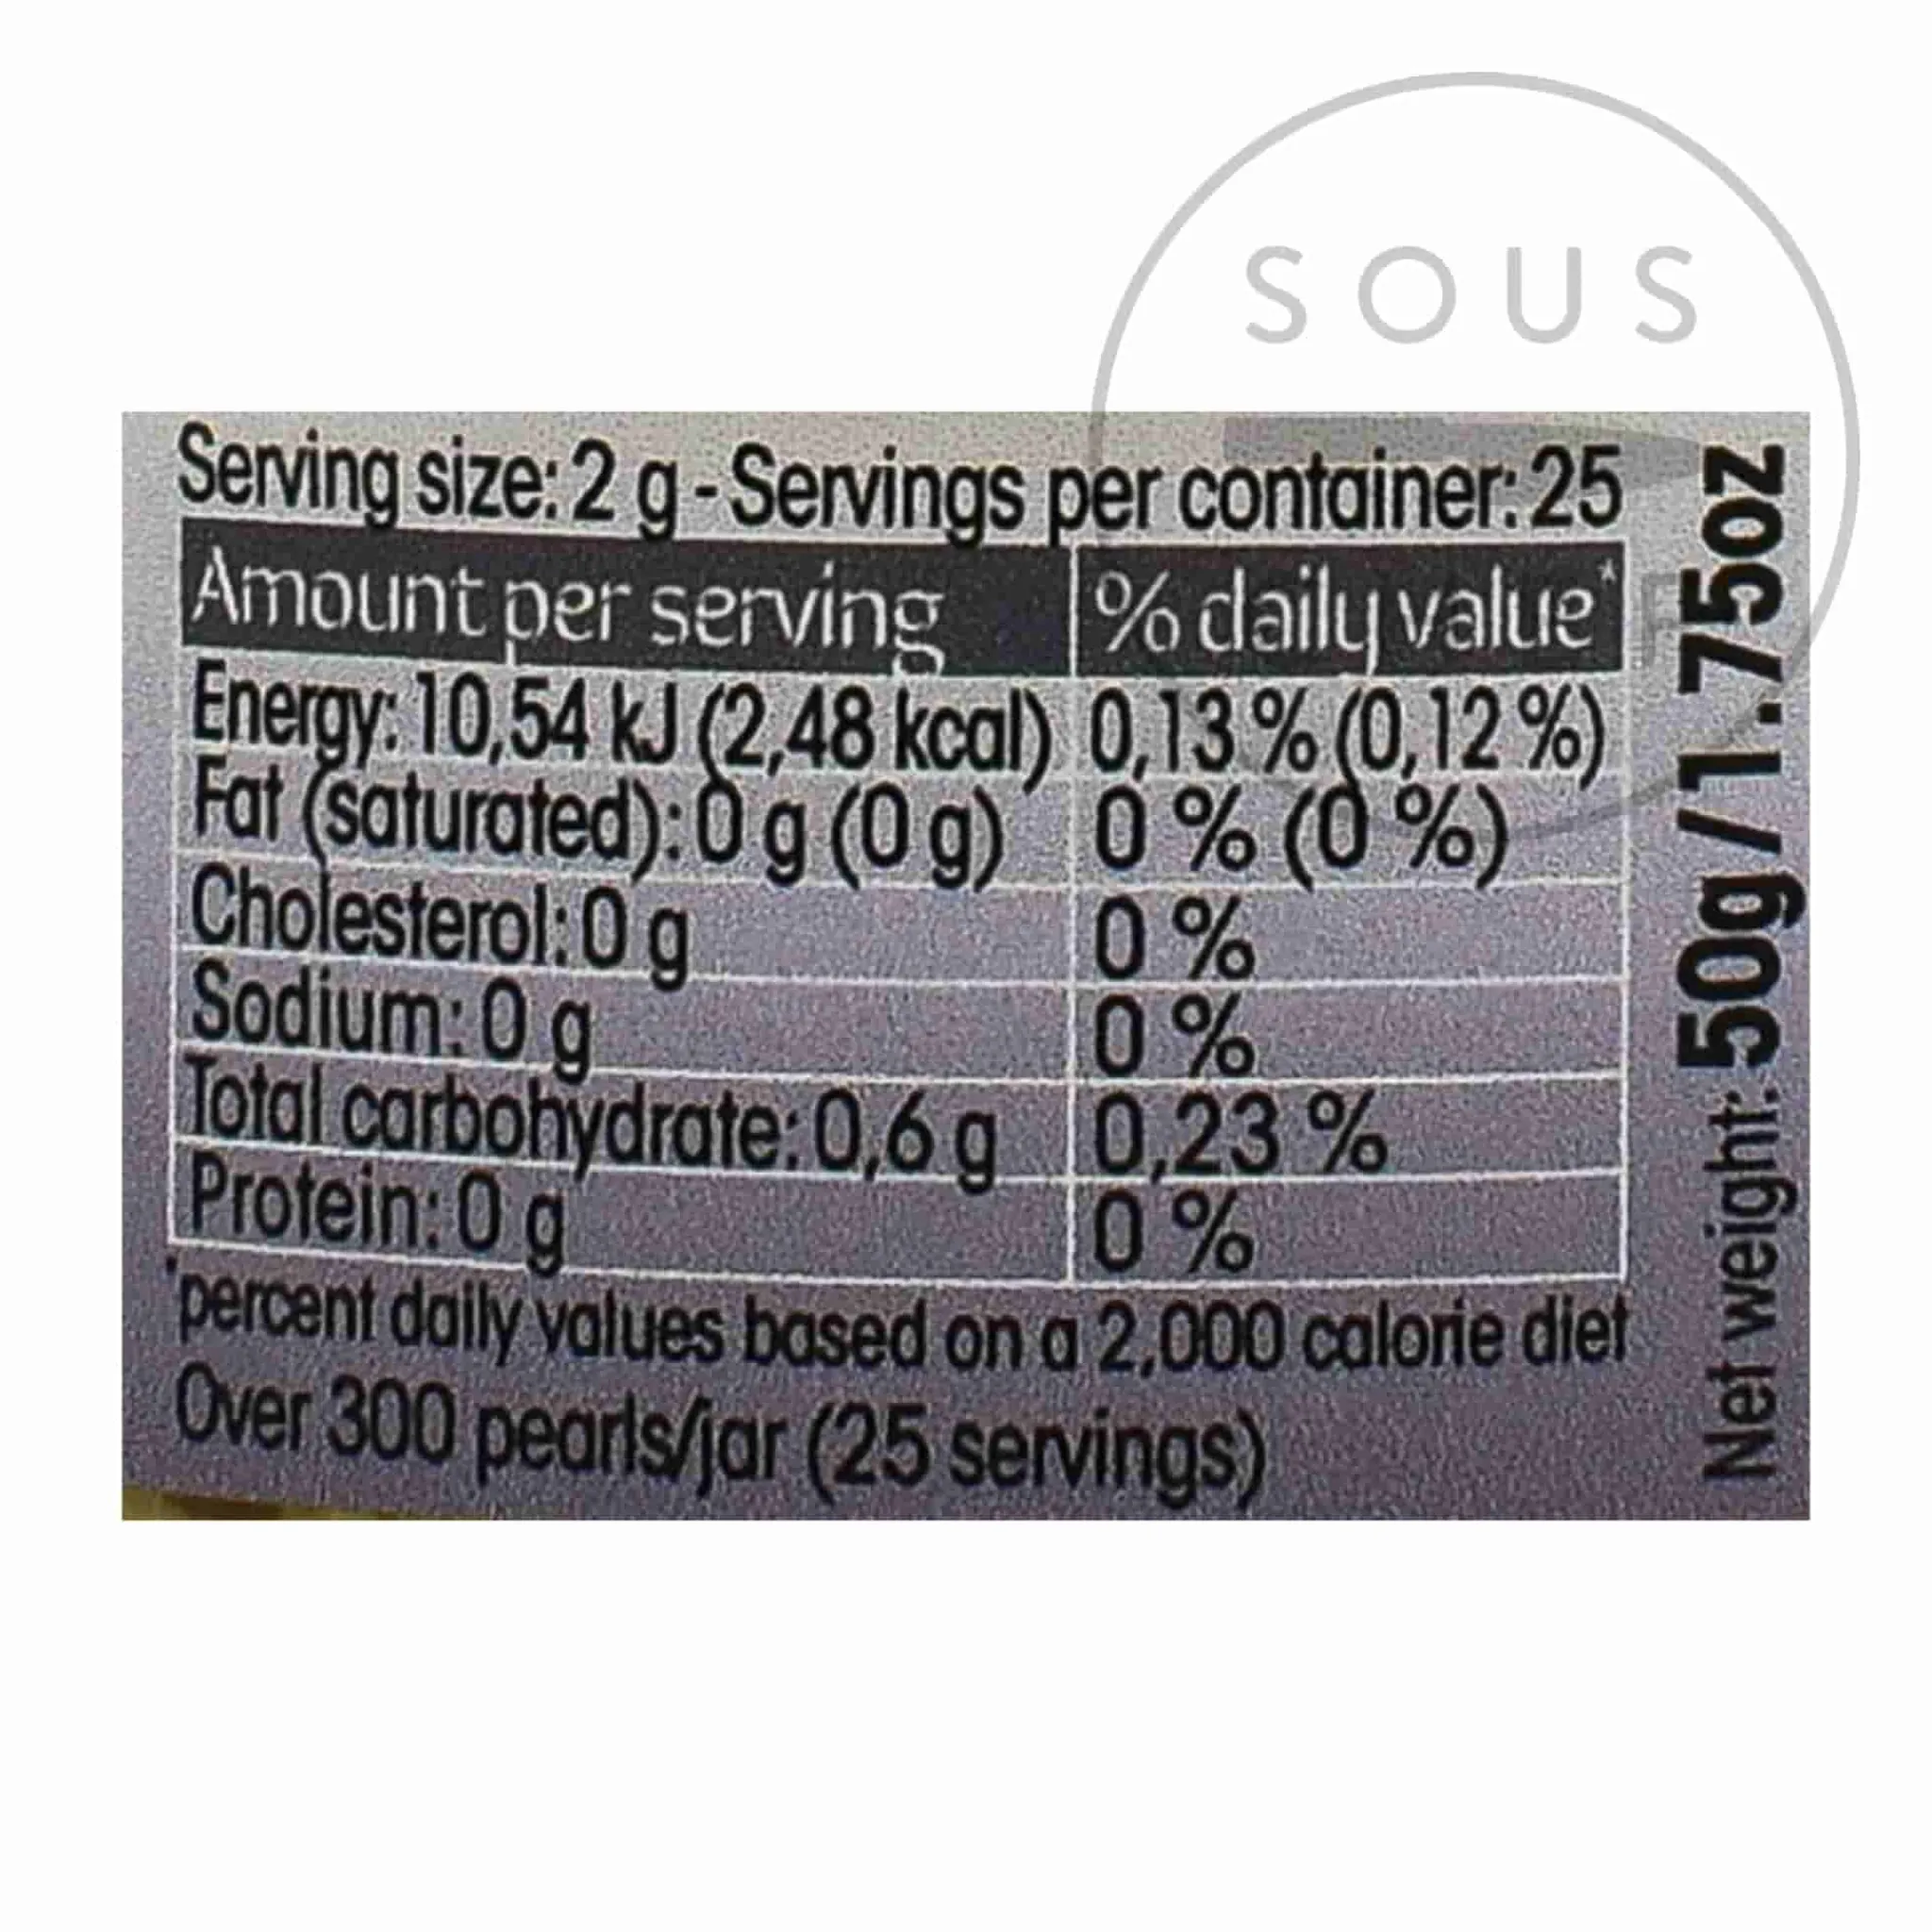 SOUS
Serving size: 2 g - Servings per container: 25
Amount per serving % daily value*
Energy: 10,54 kJ (2,48 kcal) 0,13 % (0,12 %)
Fat (saturated): 0 g (0 g) 0 % (0 %)
Cholesterol: 0 g 0 %
Sodium: 0 g 0 %
Total carbohydrate: 0,6 g 0,23 %
Protein: 0 g 0 %
*percent daily values based on a 2,000 calorie diet
Over 300 pearls/jar (25 servings)
Net weight: 50g / 1.75oz